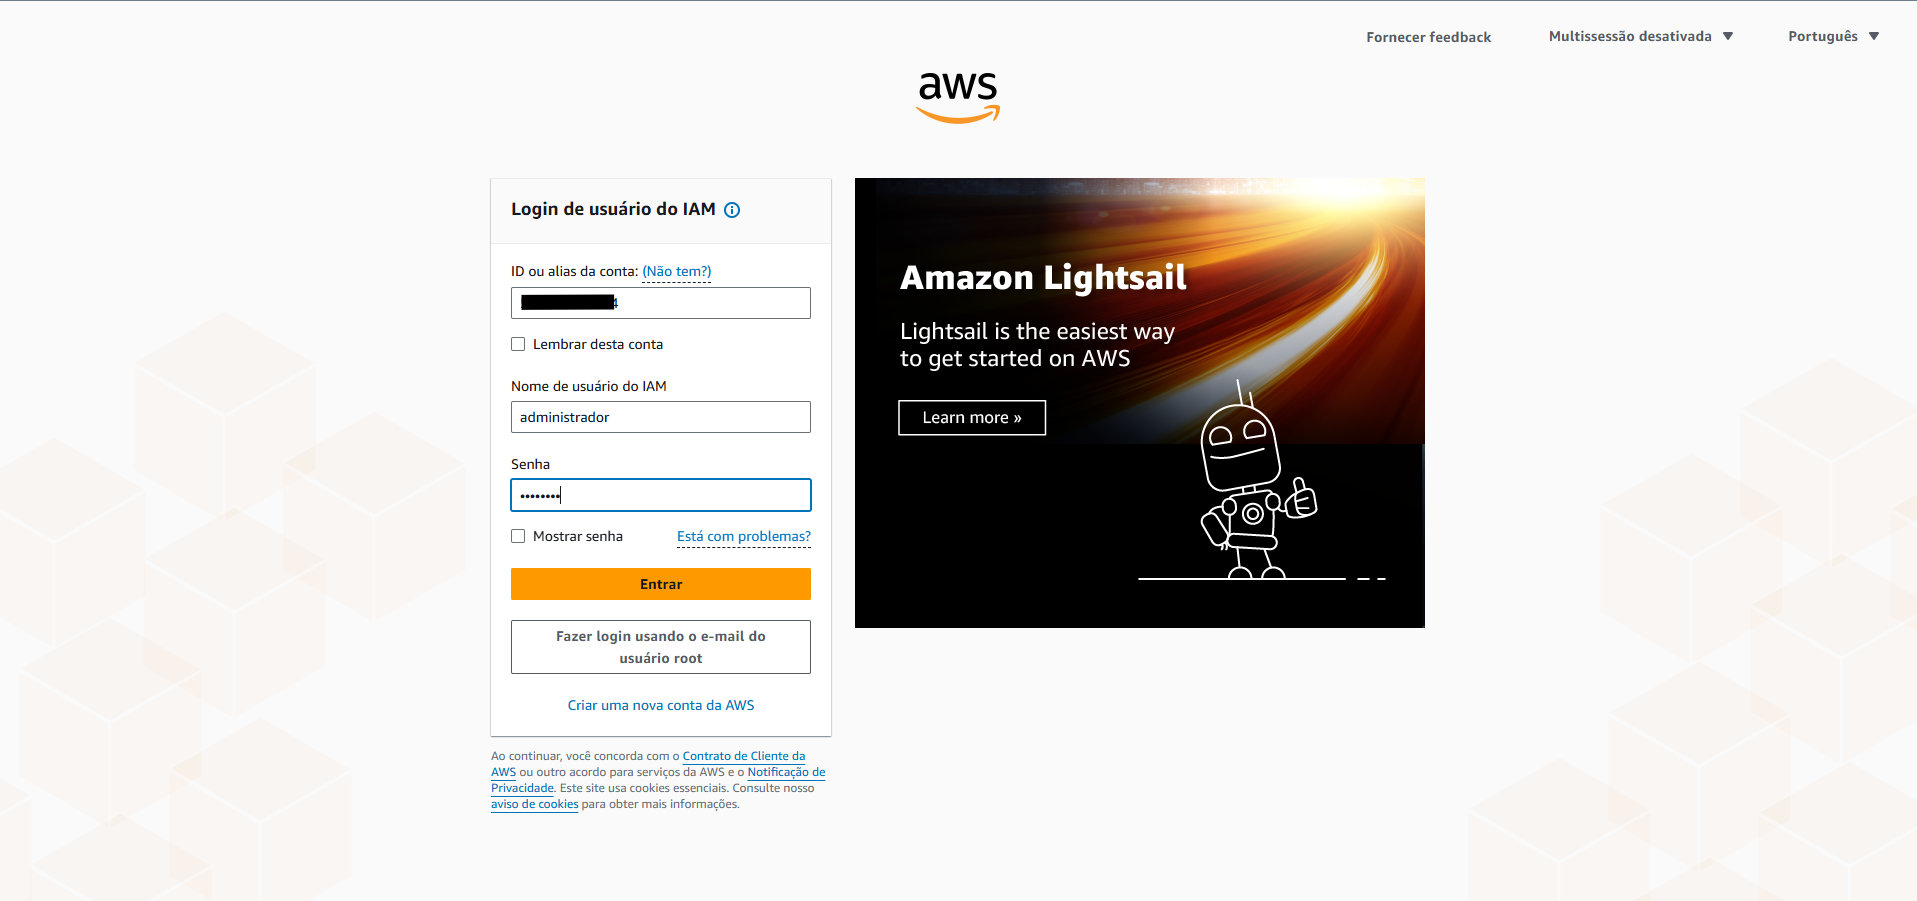 Fornecer feedback
Multissessão desativada
Português
aws
Login de usuário do IAM
ID ou alias da conta: (Não tem?)
4
Lembrar desta conta
Nome de usuário do IAM
administrador
Senha
••••••••
Mostrar senha
Está com problemas?
Entrar
Fazer login usando o e-mail do
usuário root
Criar uma nova conta da AWS
Ao continuar, você concorda com o Contrato de Cliente da
AWS ou outro acordo para serviços da AWS e o Notificação de
Privacidade. Este site usa cookies essenciais. Consulte nosso
aviso de cookies para obter mais informações.
Amazon Lightsail
Lightsail is the easiest way
to get started on AWS
Learn more »